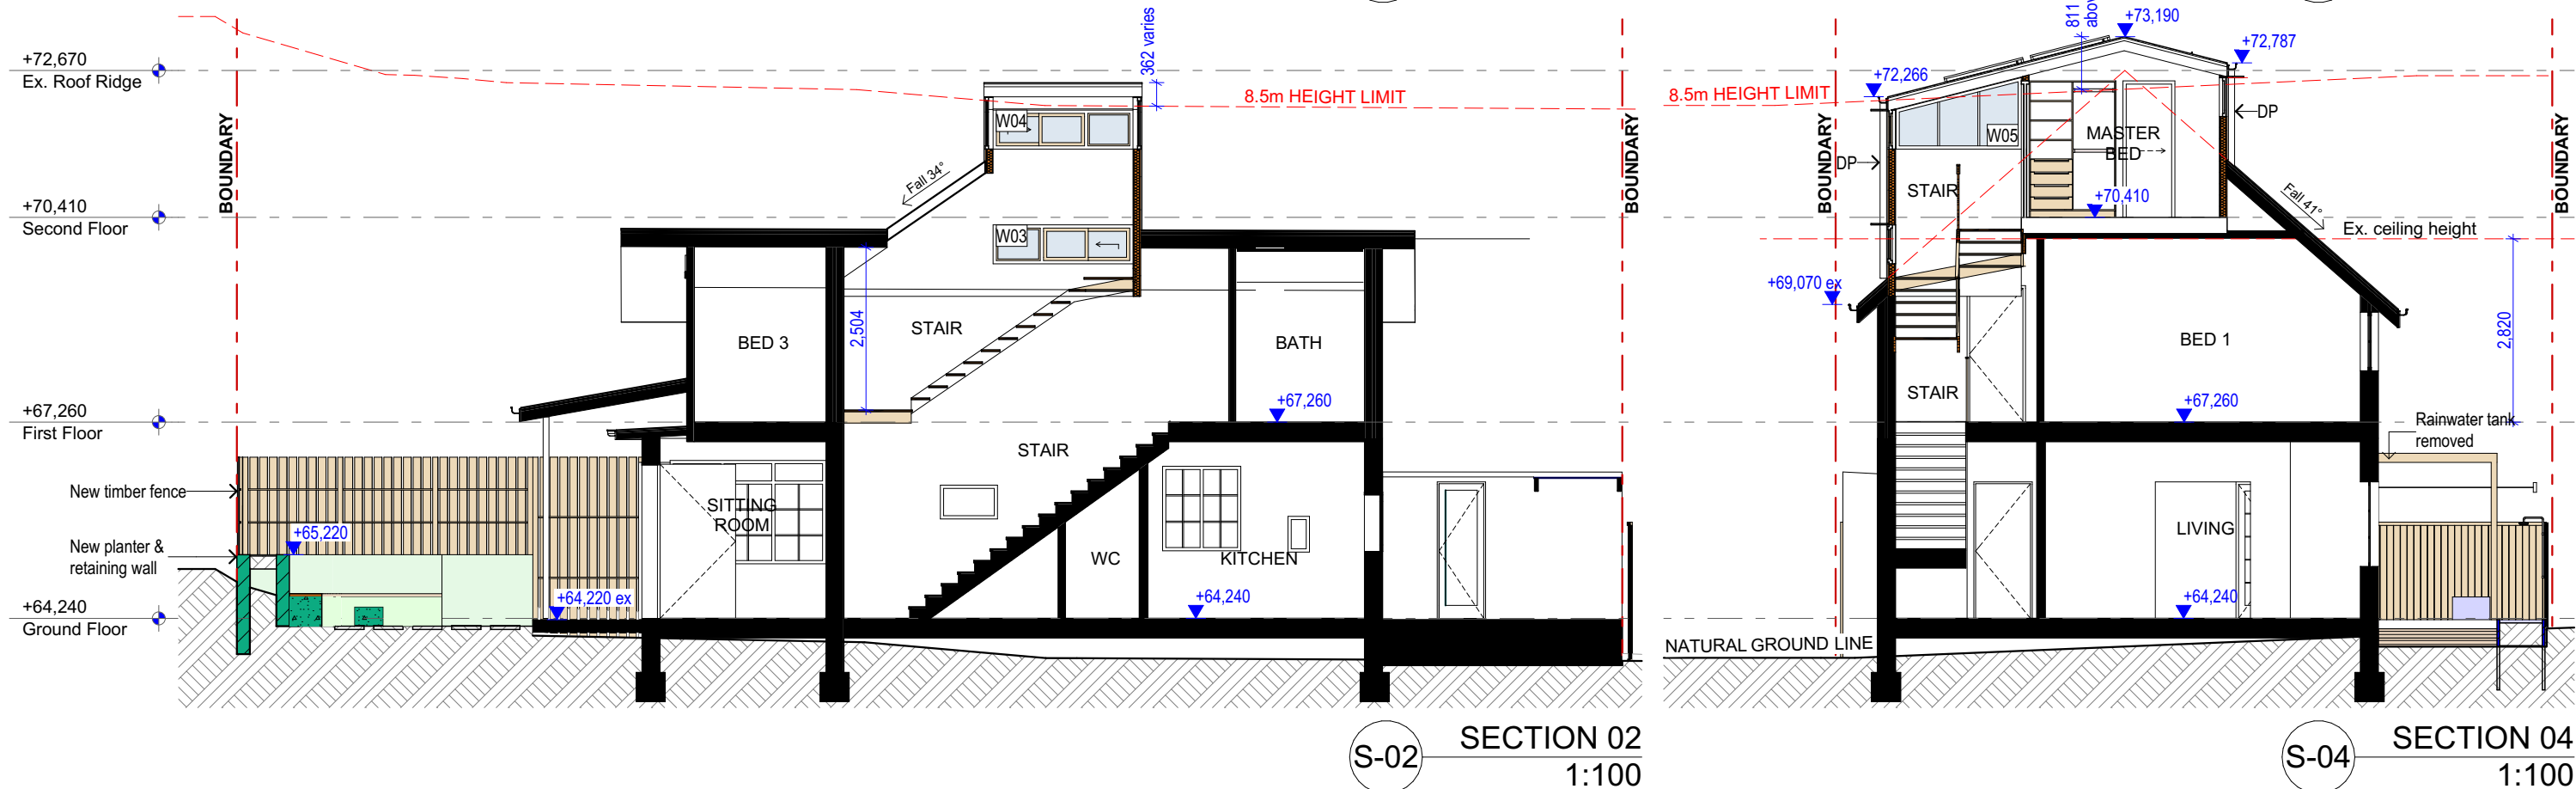 +72,670
Ex. Roof Ridge
+70,410
Second Floor
+67,260
First Floor
+64,240
Ground Floor
BOUNDARY
New timber fence
New planter &
retaining wall
+65,220
+64,220 ex
362 varies
8.5m HEIGHT LIMIT
W04
Fall 34°
W03
2,504
STAIR
BED 3
BATH
+67,260
STAIR
SITTING
ROOM
WC
KITCHEN
+64,240
BOUNDARY
S-02
SECTION 02
1:100
811
+73,190
+72,787
+72,266
8.5m HEIGHT LIMIT
BOUNDARY
DP
W05
MASTER
BED
DP
STAIR
+70,410
Fall 41°
Ex. ceiling height
+69,070 ex
BED 1
2,820
STAIR
+67,260
Rainwater tank
removed
LIVING
+64,240
NATURAL GROUND LINE
BOUNDARY
S-04
SECTION 04
1:100